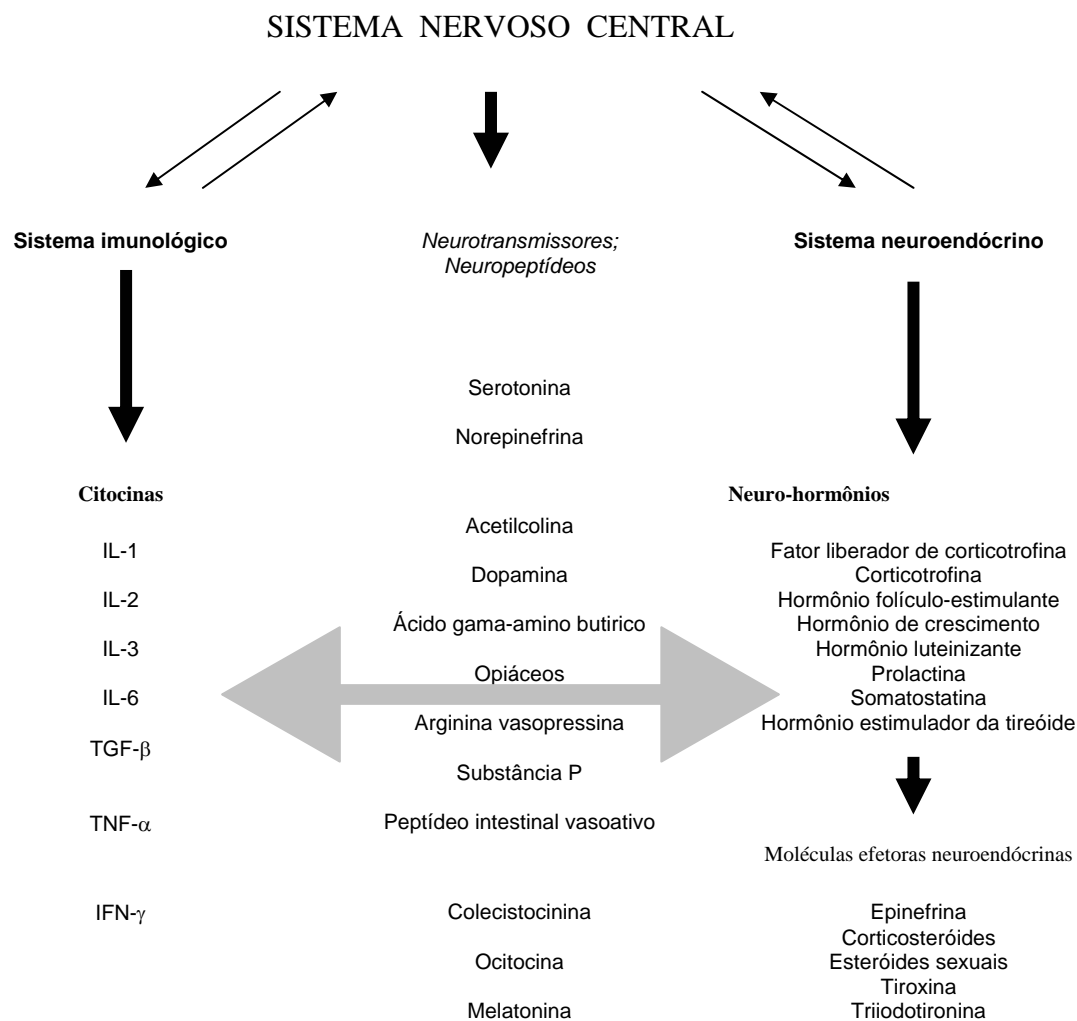 SISTEMA NERVOSO CENTRAL
Sistema imunológico
Neurotransmissores;
Neuropeptídeos
Sistema neuroendócrino
Serotonina
Norepinefrina
Citocinas
Neuro-hormônios
Acetilcolina
IL-1
Fator liberador de corticotrofina
Dopamina
Corticotrofina
IL-2
Hormônio folículo-estimulante
Ácido gama-amino butirico
Hormônio de crescimento
IL-3
Hormônio luteinizante
Opiáceos
Prolactina
IL-6
Somatostatina
Arginina vasopressina
Hormônio estimulador da tireóide
TGF-β
Substância P
TNF-α
Peptídeo intestinal vasoativo
Moléculas efetoras neuroendócrinas
IFN-γ
Colecistocinina
Epinefrina
Corticosteróides
Ocitocina
Esteróides sexuais
Tiroxina
Melatonina
Triiodotironina